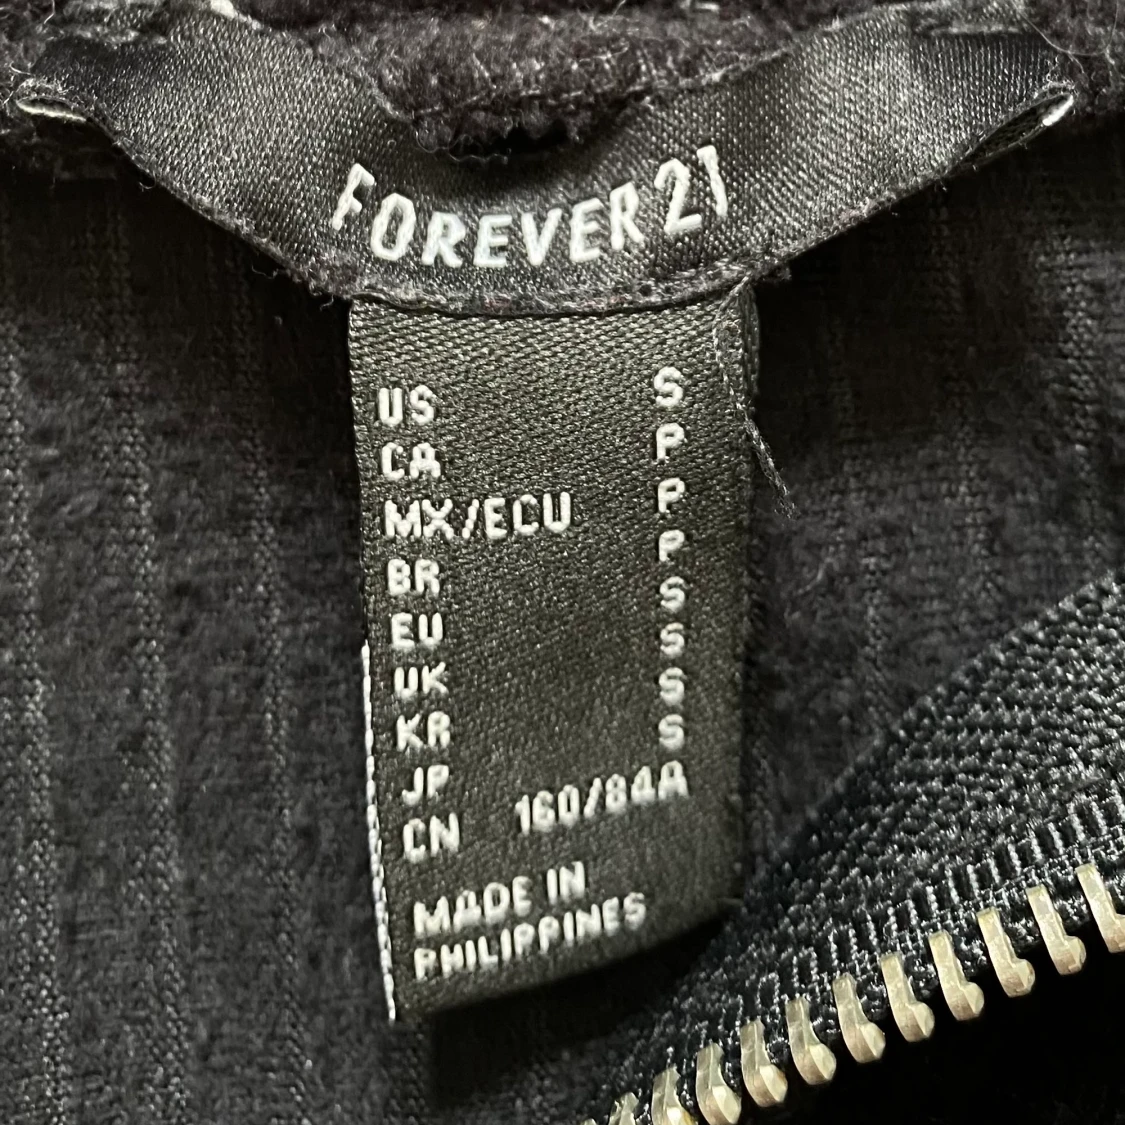 FOREVER 21
US S
CA P
MX/ECU P
BR P
EU S
UK S
KR S
JP S
CN 160/84A
MADE IN
PHILIPPINES